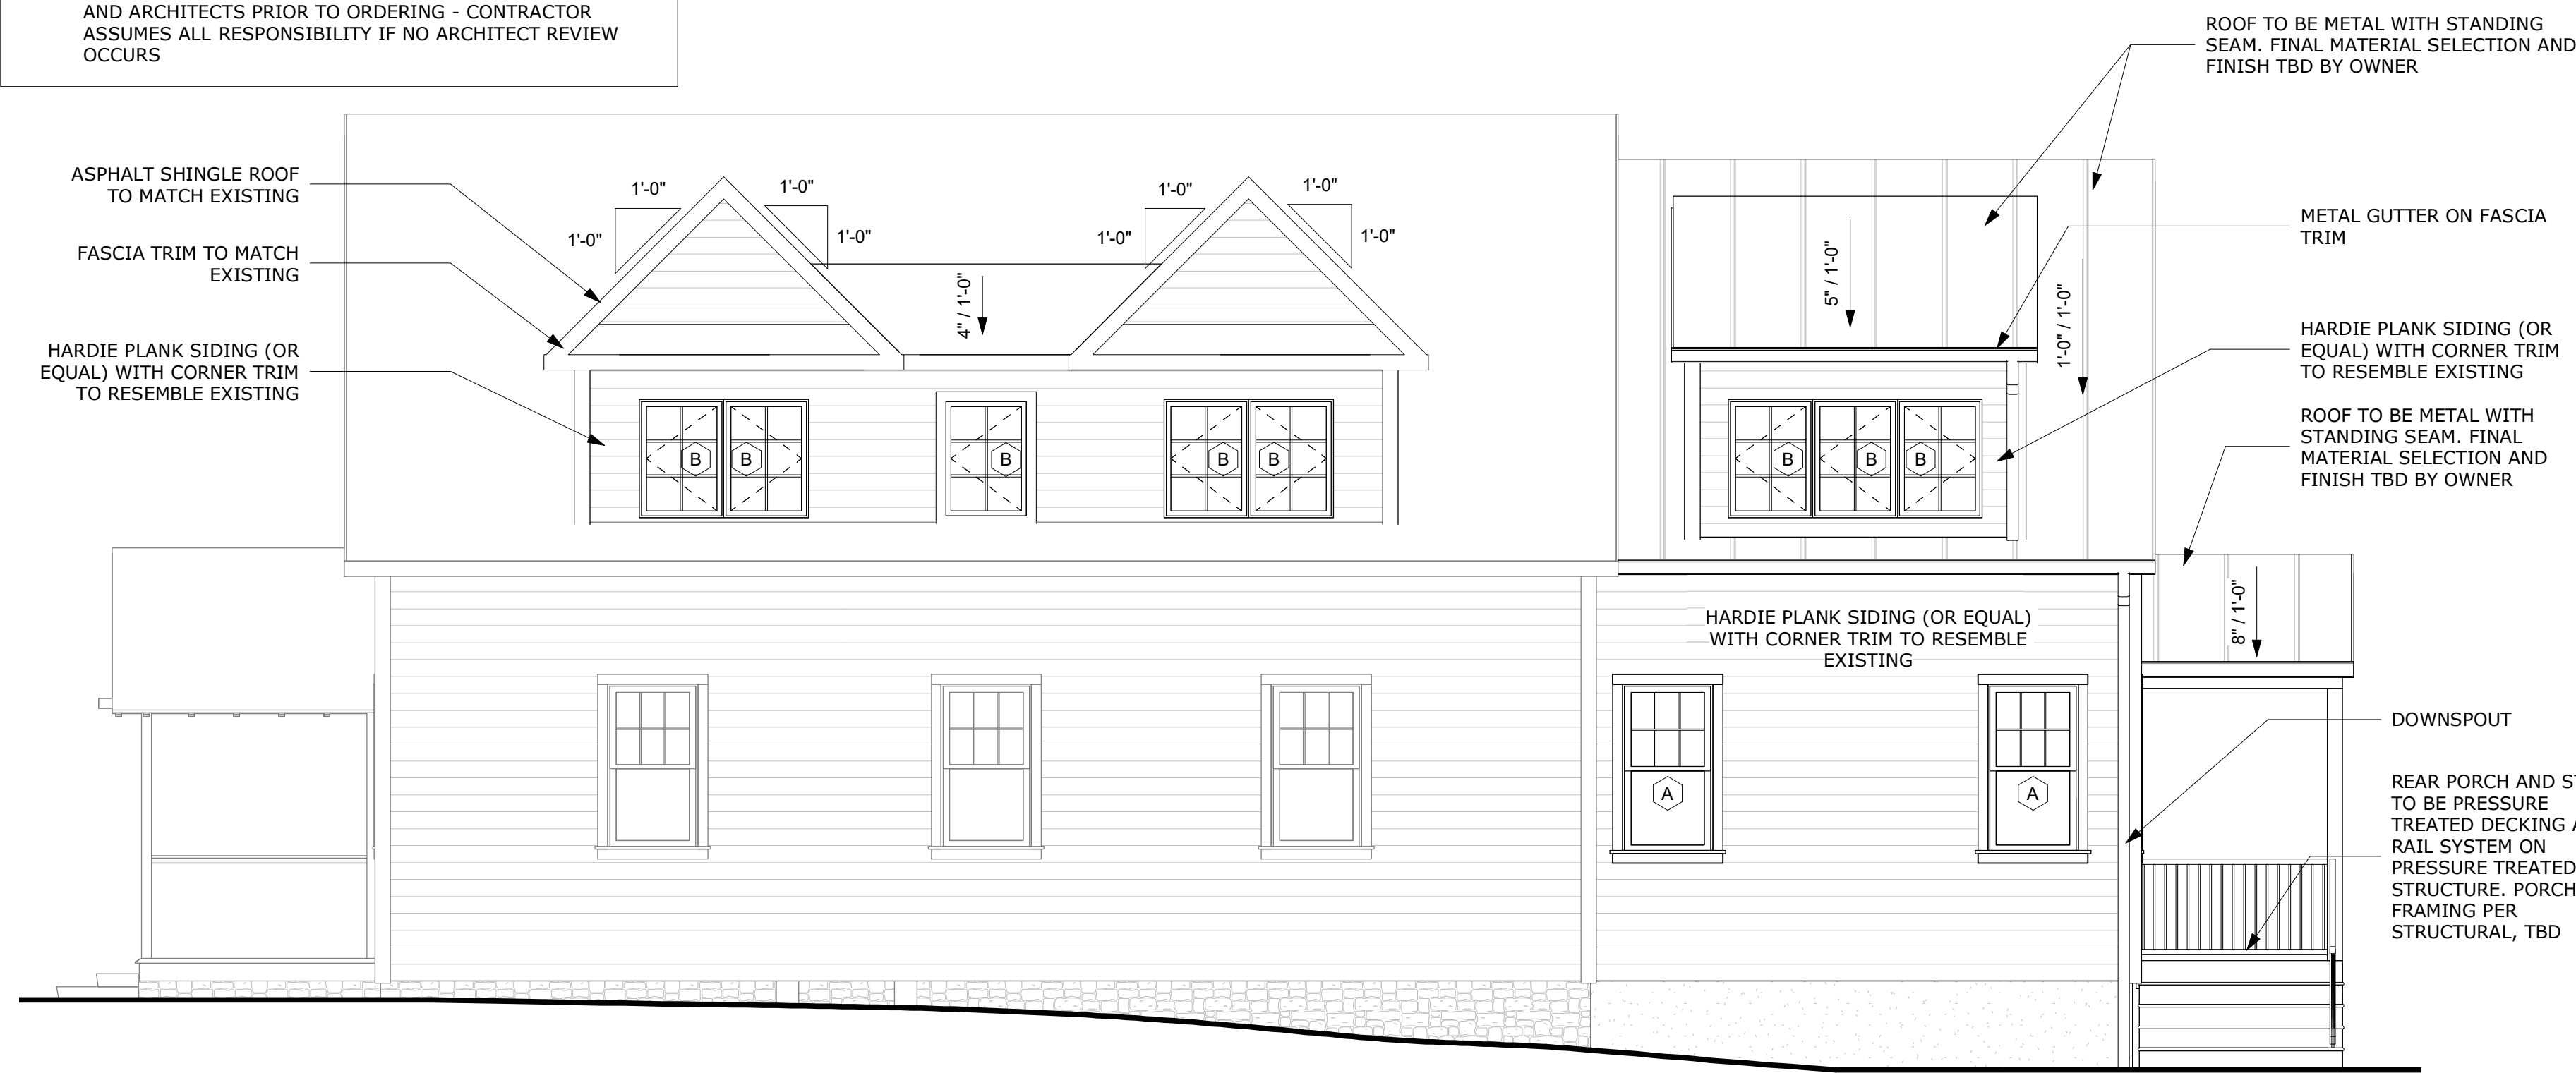 AND ARCHITECTS PRIOR TO ORDERING - CONTRACTOR
ASSUMES ALL RESPONSIBILITY IF NO ARCHITECT REVIEW
OCCURS
ROOF TO BE METAL WITH STANDING
SEAM. FINAL MATERIAL SELECTION AND
FINISH TBD BY OWNER
ASPHALT SHINGLE ROOF
TO MATCH EXISTING
FASCIA TRIM TO MATCH
EXISTING
HARDIE PLANK SIDING (OR
EQUAL) WITH CORNER TRIM
TO RESEMBLE EXISTING
1'-0"
1'-0"
1'-0"
1'-0"
1'-0"
1'-0"
1'-0"
1'-0"
4" / 1'-0"
5" / 1'-0"
1'-0" / 1'-0"
METAL GUTTER ON FASCIA
TRIM
HARDIE PLANK SIDING (OR
EQUAL) WITH CORNER TRIM
TO RESEMBLE EXISTING
ROOF TO BE METAL WITH
STANDING SEAM. FINAL
MATERIAL SELECTION AND
FINISH TBD BY OWNER
B
B
B
B
B
B
B
B
8" / 1'-0"
HARDIE PLANK SIDING (OR EQUAL)
WITH CORNER TRIM TO RESEMBLE
EXISTING
A
A
DOWNSPOUT
REAR PORCH AND
TO BE PRESSURE
TREATED DECKING
RAIL SYSTEM ON
PRESSURE TREATED
STRUCTURE. PORCH
FRAMING PER
STRUCTURAL, TBD